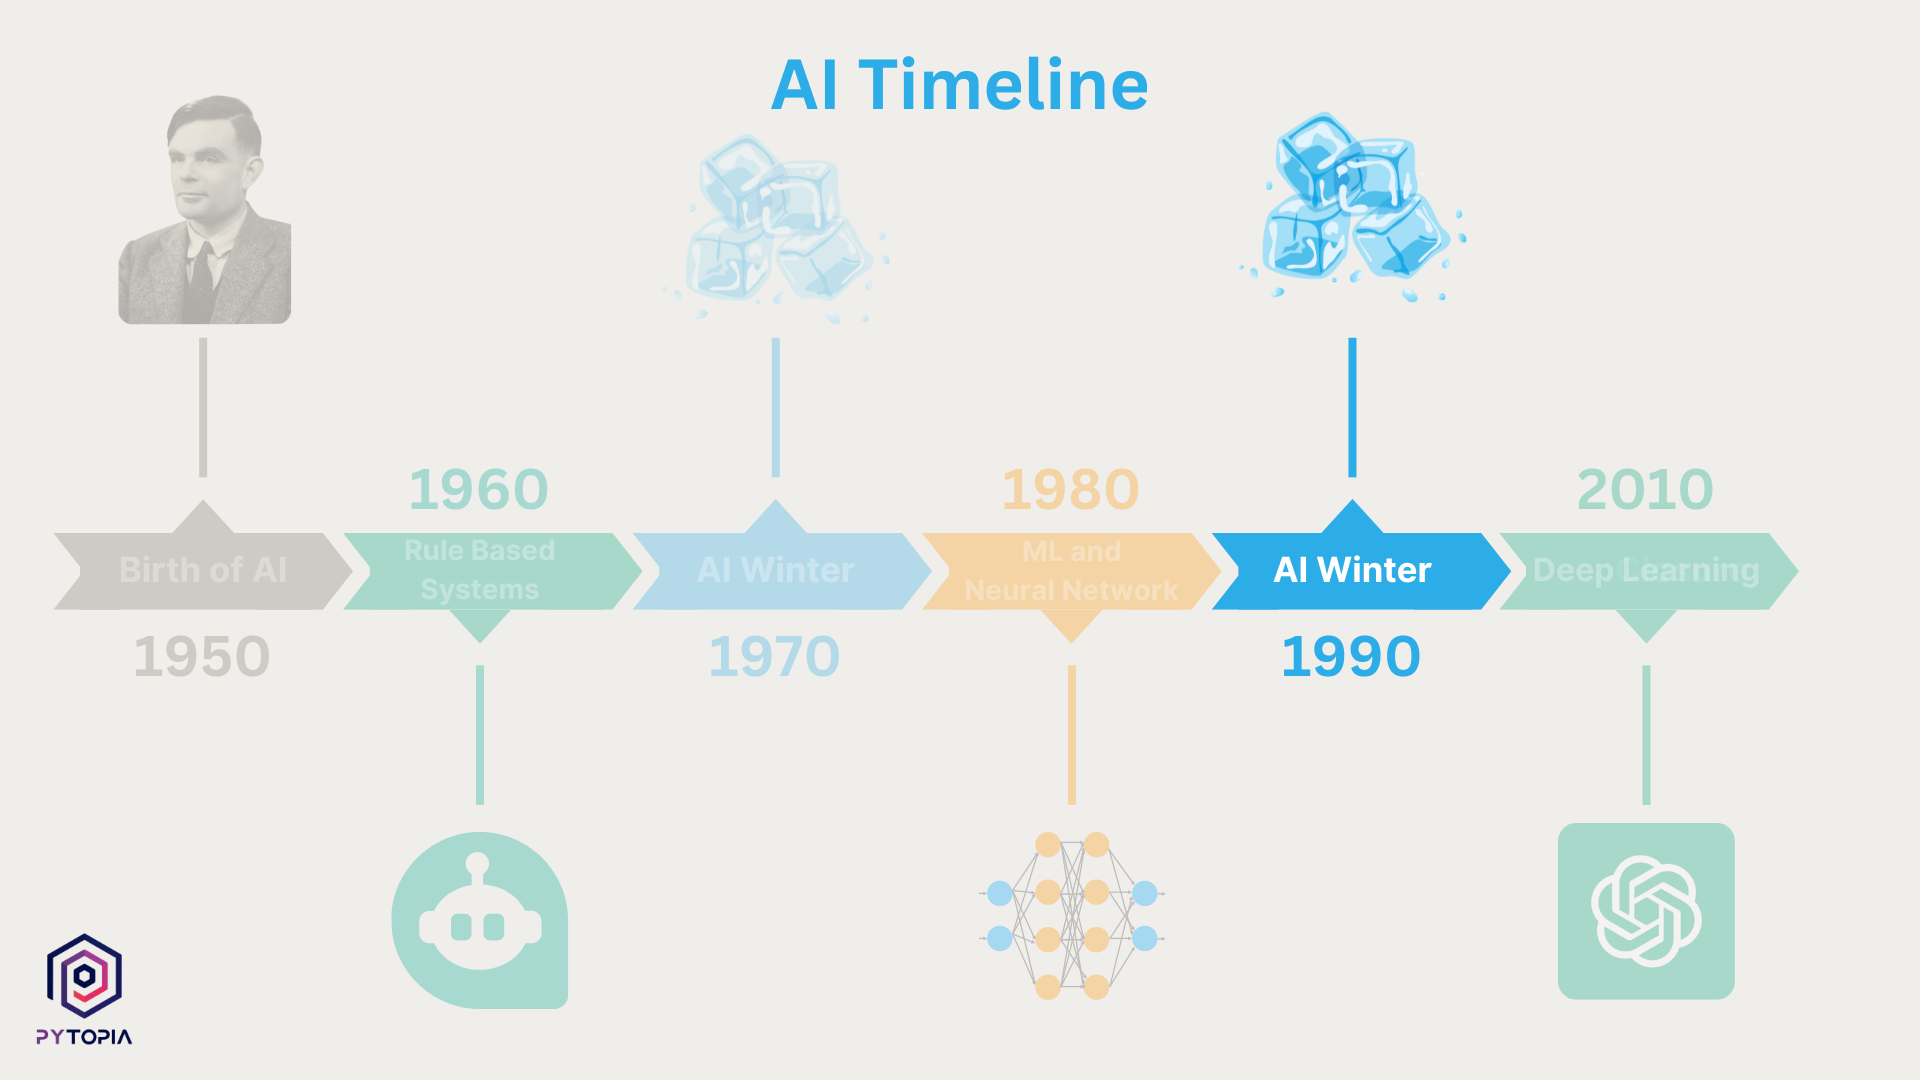 AI Timeline
1960
1980
2010
Birth of AI
Rule Based
Systems
AI Winter
ML and
Neural Network
AI Winter
Deep Learning
1950
1970
1990
PYTOPIA